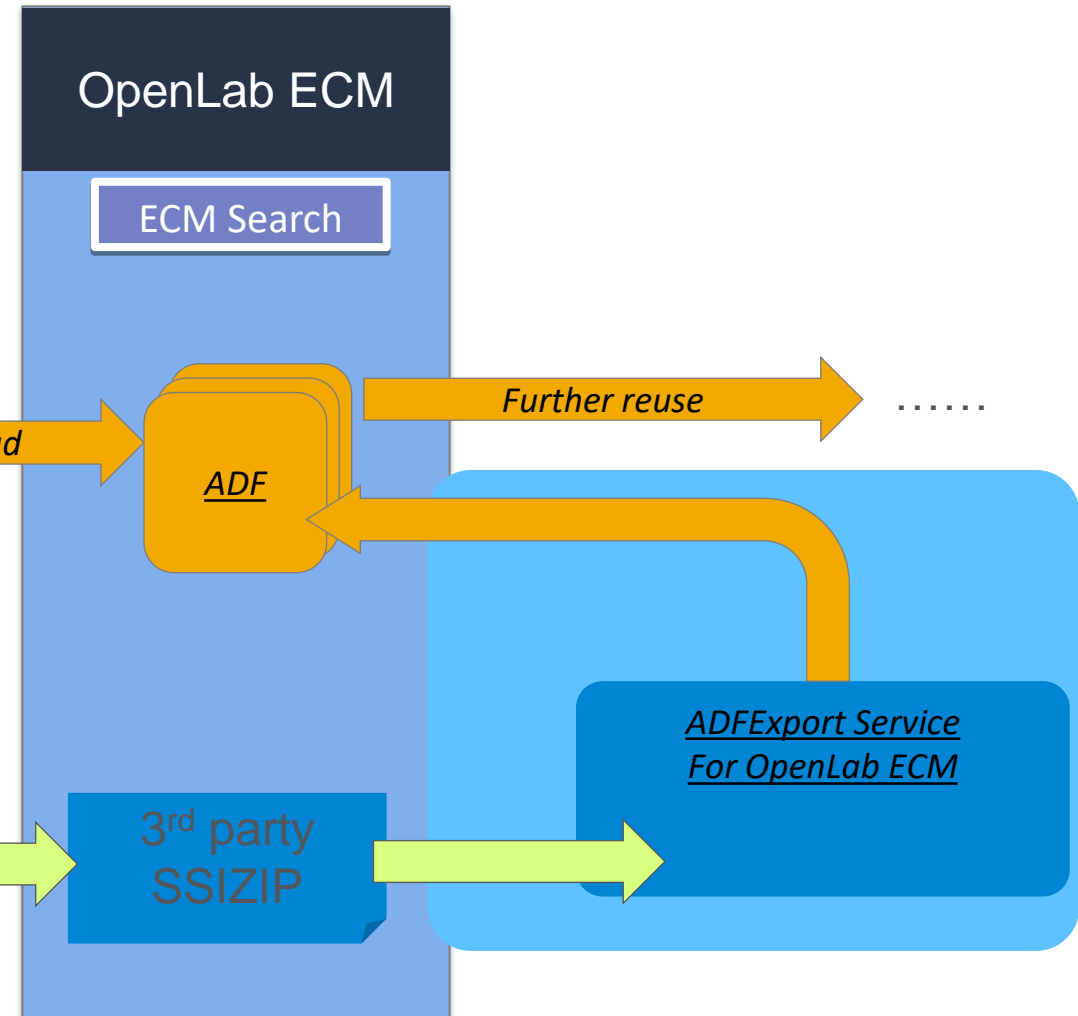 OpenLab ECM
ECM Search
Further reuse
......
ADF
ADFExport Service
For OpenLab ECM
3rd party
SSIZIP